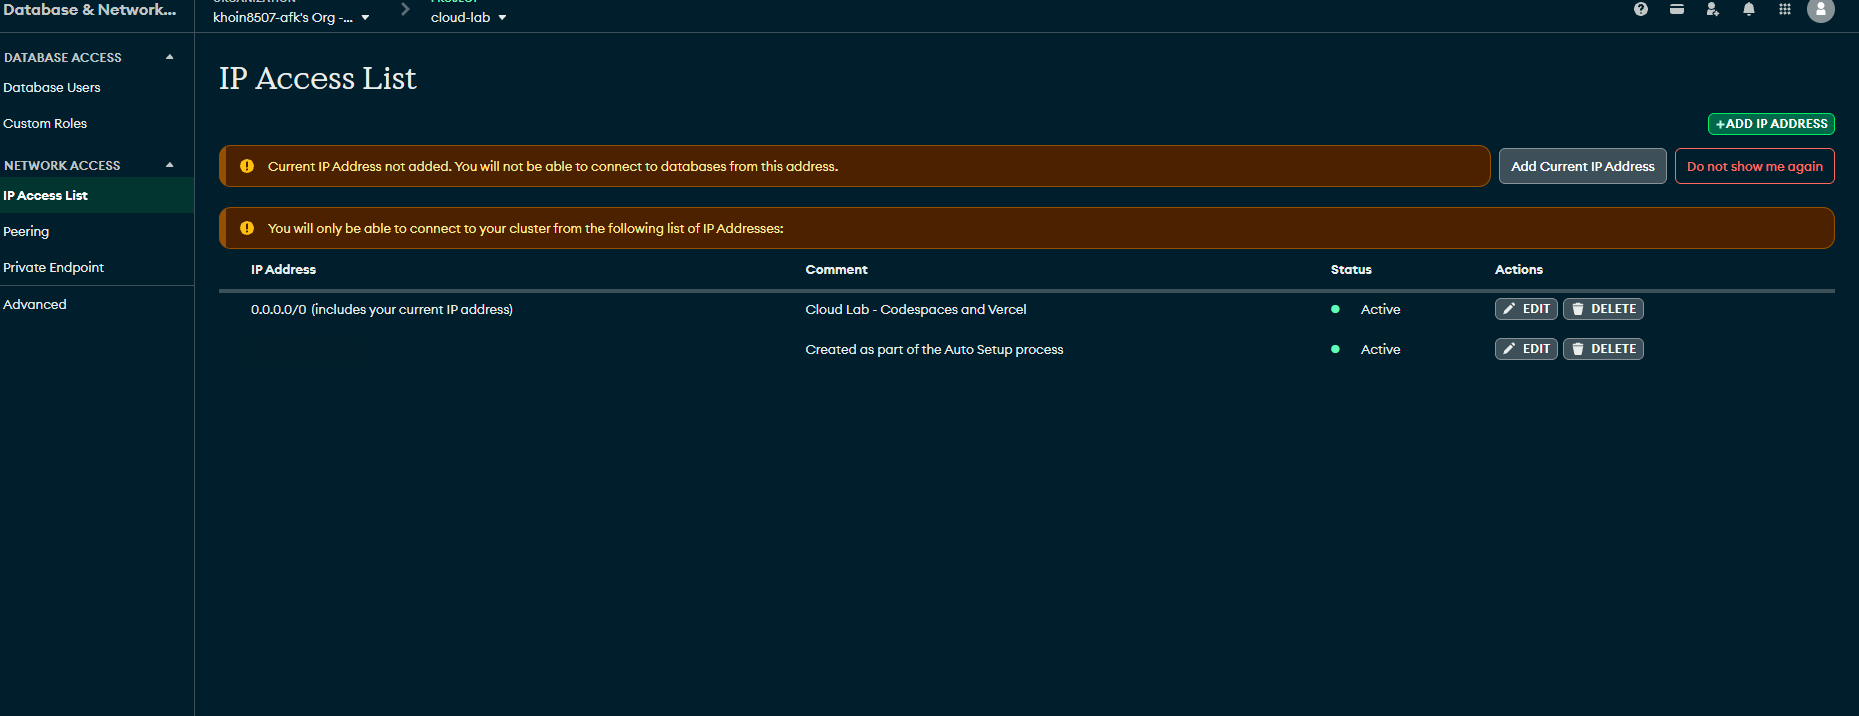 Database & Network...
khoin8507-afk's Org -...
cloud-lab
DATABASE ACCESS
Database Users
Custom Roles
NETWORK ACCESS
IP Access List
Peering
Private Endpoint
Advanced
IP Access List
+ADD IP ADDRESS
Current IP Address not added. You will not be able to connect to databases from this address.
Add Current IP Address
Do not show me again
You will only be able to connect to your cluster from the following list of IP Addresses:
IP Address Comment Status Actions
0.0.0.0/0 (includes your current IP address) Cloud Lab - Codespaces and Vercel Active EDIT DELETE
Created as part of the Auto Setup process Active EDIT DELETE